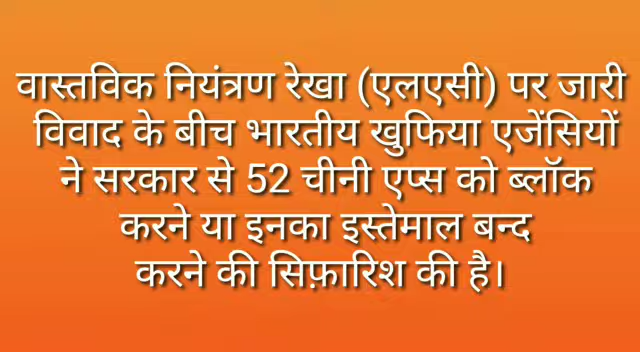 वास्तविक नियंत्रण रेखा (एलएसी) पर जारी
विवाद के बीच भारतीय खुफिया एजेंसियों
ने सरकार से 52 चीनी एप्स को ब्लॉक
करने या इनका इस्तेमाल बन्द
करने की सिफ़ारिश की है।